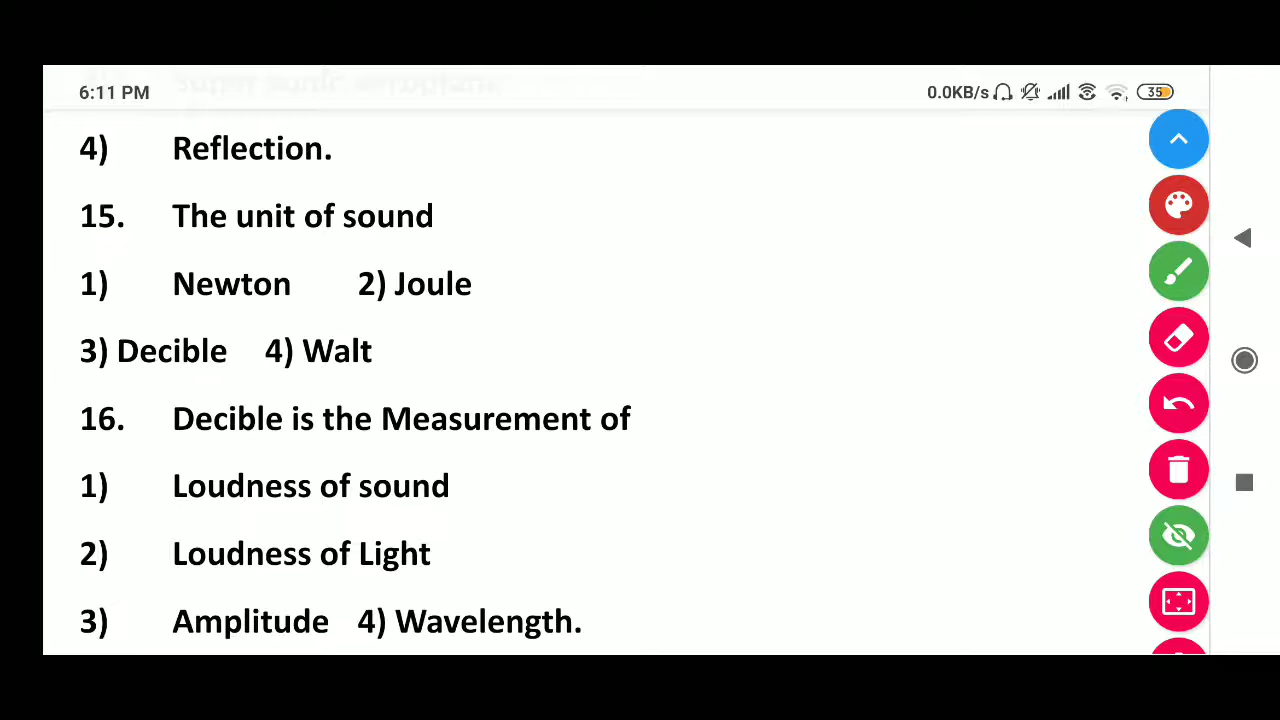 6:11 PM 0.0KB/s 35
4) Reflection.
15. The unit of sound
1) Newton 2) Joule
3) Decible 4) Walt
16. Decible is the Measurement of
1) Loudness of sound
2) Loudness of Light
3) Amplitude 4) Wavelength.